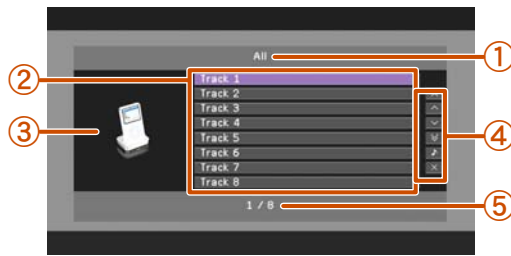 All
①
②
Track 1
Track 2
Track 3
③
Track 4
④
Track 5
Track 6
Track 7
Track 8
1 / 8
⑤